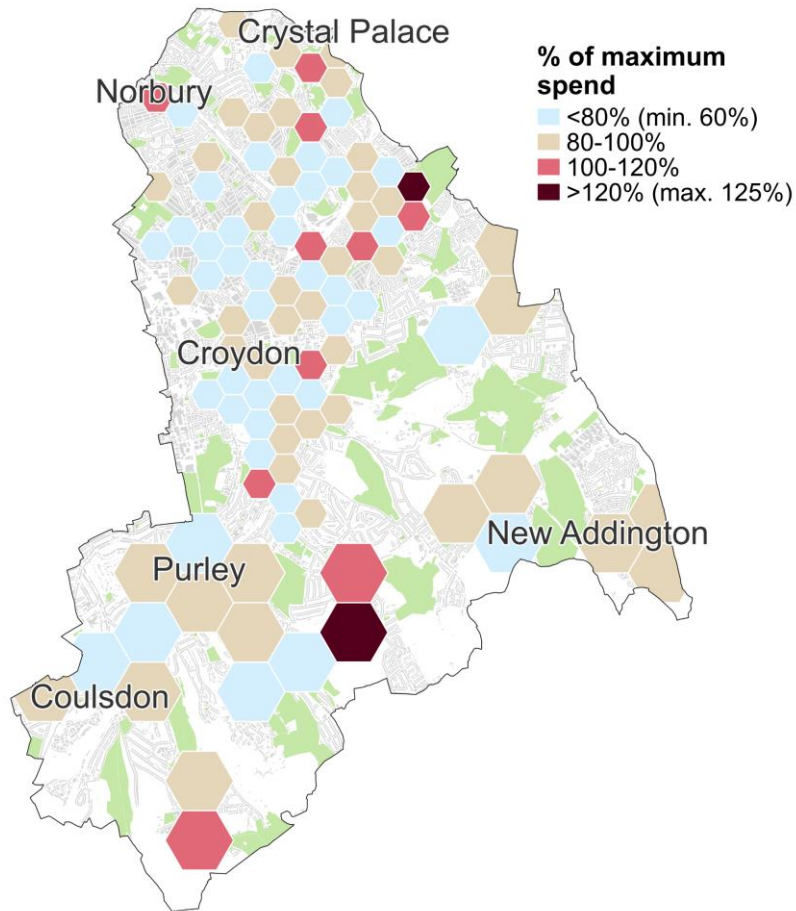 Crystal Palace
% of maximum
spend
Norbury
<80% (min. 60%)
80-100%
100-120%
>120% (max. 125%)
Croydon
New Addington
Purley
Coulsdon